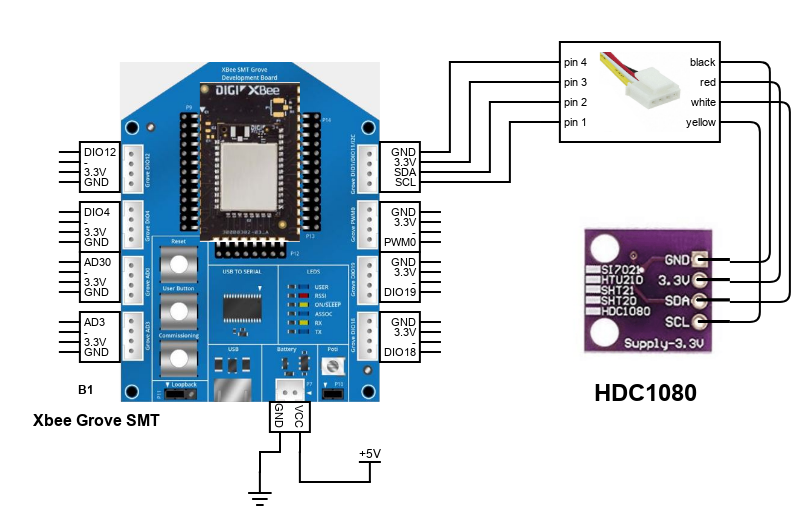 XBee SMT Grove
Development Board
DIGI XBee
P9
P14
DIGI
P13
P12
DIO12
-
3.3V
GND
Grove DIO12
DIO4
-
3.3V
GND
Grove DIO4
AD30
-
3.3V
GND
Grove AD0
AD3
-
3.3V
GND
Grove AD3
GND
3.3V
SDA
SCL
GND
3.3V
-
PWM0
Grove PWM0
GND
3.3V
-
DIO19
Grove DIO19
GND
3.3V
-
DIO18
Grove DIO18
Reset
User Button
Commissioning
Loopback
P11
USB TO SERIAL
LEDS
USER
RSSI
ON/SLEEP
ASSOC
RX
TX
USB
Battery
P7
Poti
P15
GND
VCC
+5V
B1
Xbee Grove SMT
pin 4
pin 3
pin 2
pin 1
black
red
white
yellow
GND
3.3V
SDA
SCL
SI7021
HTU21D
SHT21
SHT20
HDC1080
Supply-3.3V
HDC1080